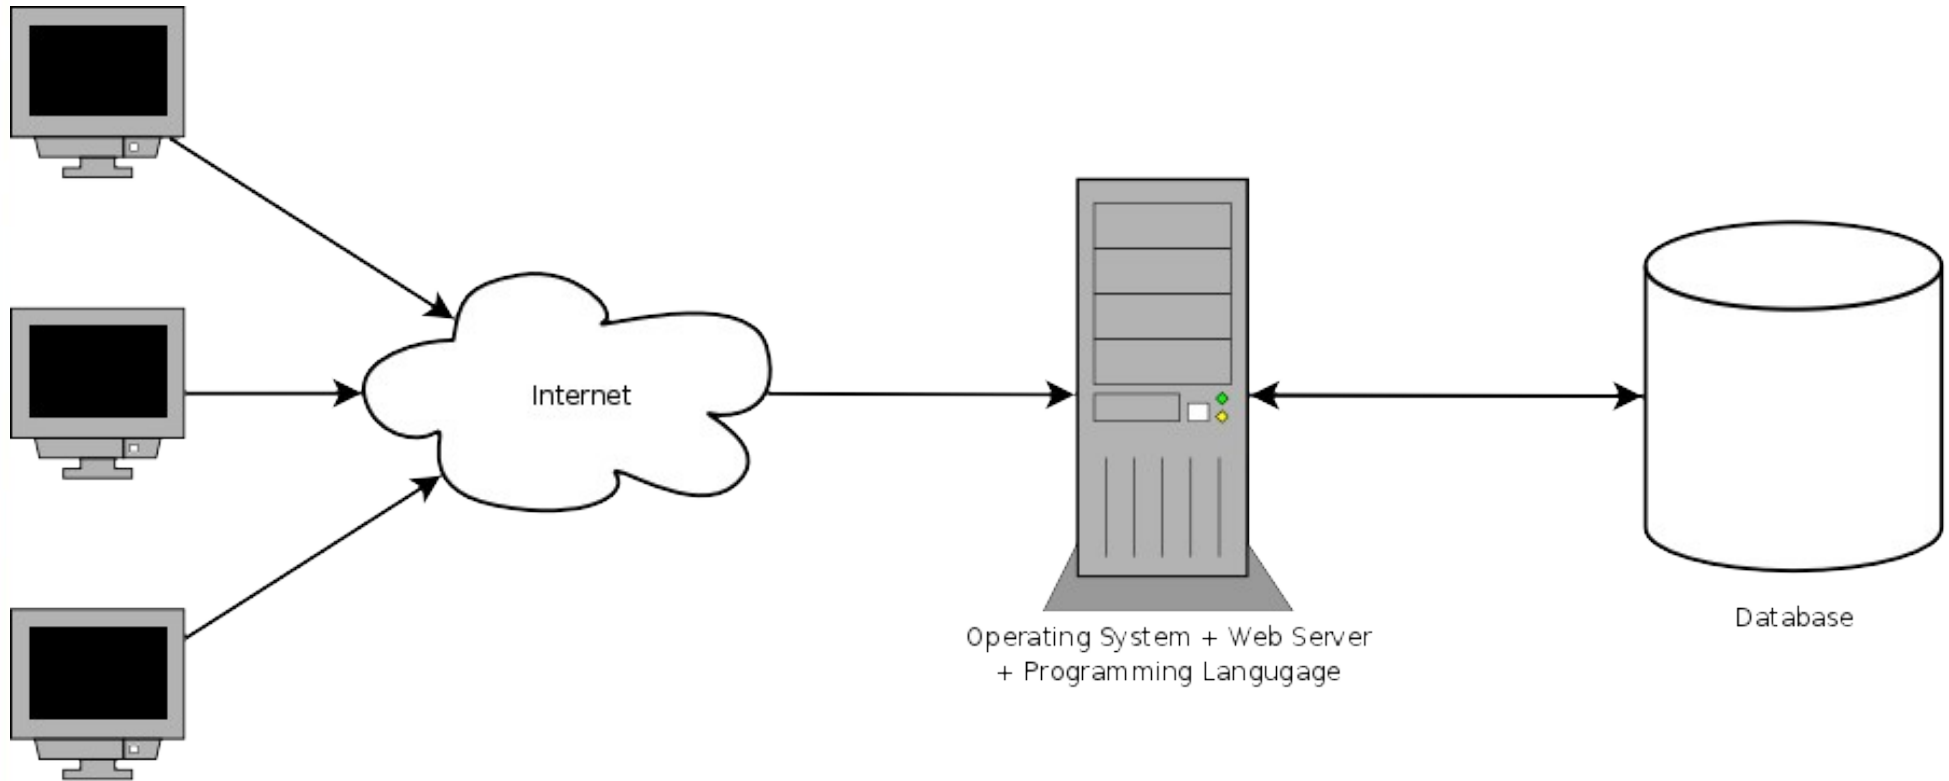 Internet
Operating System + Web Server
+ Programming Langugage
Database